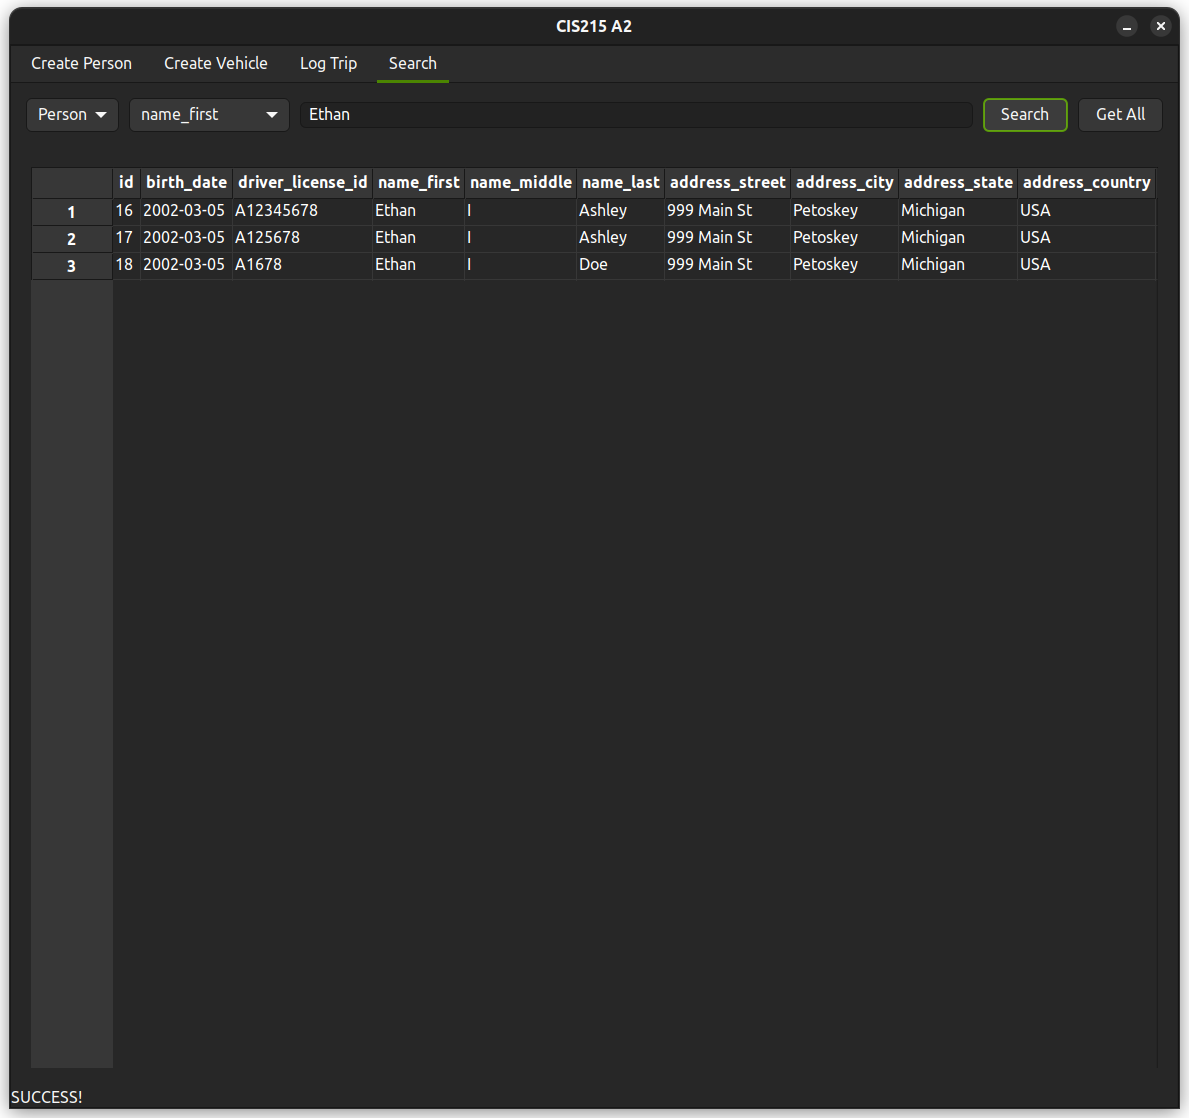 CIS215 A2
Create Person Create Vehicle Log Trip Search
Person name_first Ethan Search Get All
id birth_date driver_license_id name_first name_middle name_last address_street address_city address_state address_country
1 16 2002-03-05 A12345678 Ethan I Ashley 999 Main St Petoskey Michigan USA
2 17 2002-03-05 A125678 Ethan I Ashley 999 Main St Petoskey Michigan USA
3 18 2002-03-05 A1678 Ethan I Doe 999 Main St Petoskey Michigan USA
SUCCESS!